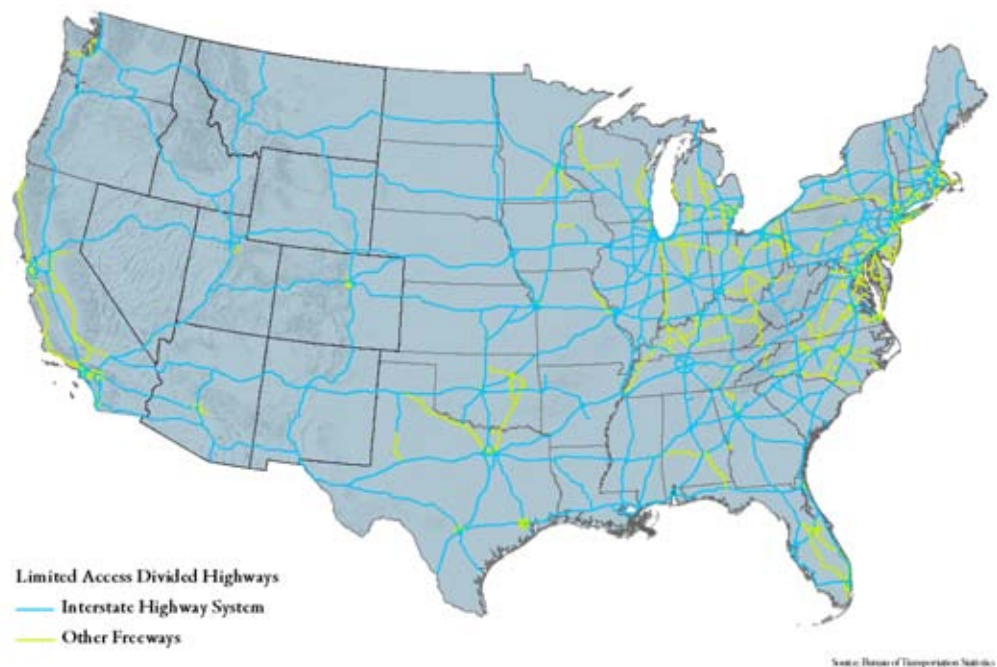 Limited Access Divided Highways
Interstate Highway System
Other Freeways
Source: Bureau of Transportation Statistics